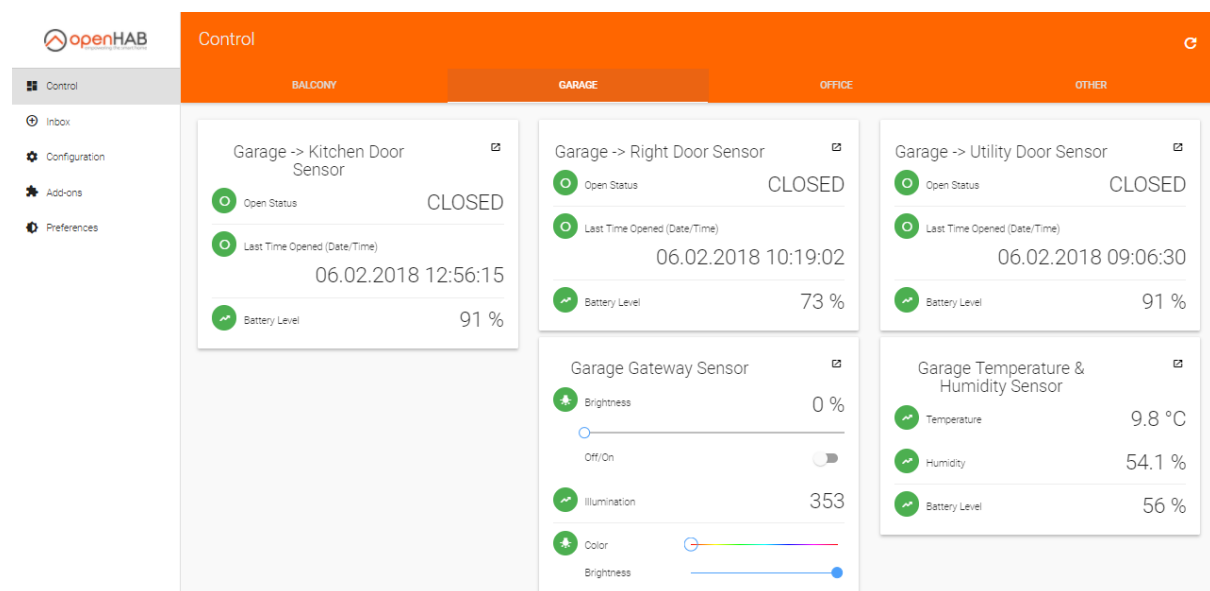 openHAB
empowering the smart home
Control
Control
Inbox
Configuration
Add-ons
Preferences
BALCONY
GARAGE
OFFICE
OTHER
Garage -> Kitchen Door
Sensor
Open Status
CLOSED
Last Time Opened (Date/Time)
06.02.2018 12:56:15
Battery Level
91 %
Garage -> Right Door Sensor
Open Status
CLOSED
Last Time Opened (Date/Time)
06.02.2018 10:19:02
Battery Level
73 %
Garage -> Utility Door Sensor
Open Status
CLOSED
Last Time Opened (Date/Time)
06.02.2018 09:06:30
Battery Level
91 %
Garage Gateway Sensor
Brightness
0 %
Off/On
Illumination
353
Color
Brightness
Garage Temperature &
Humidity Sensor
Temperature
9.8 °C
Humidity
54.1 %
Battery Level
56 %